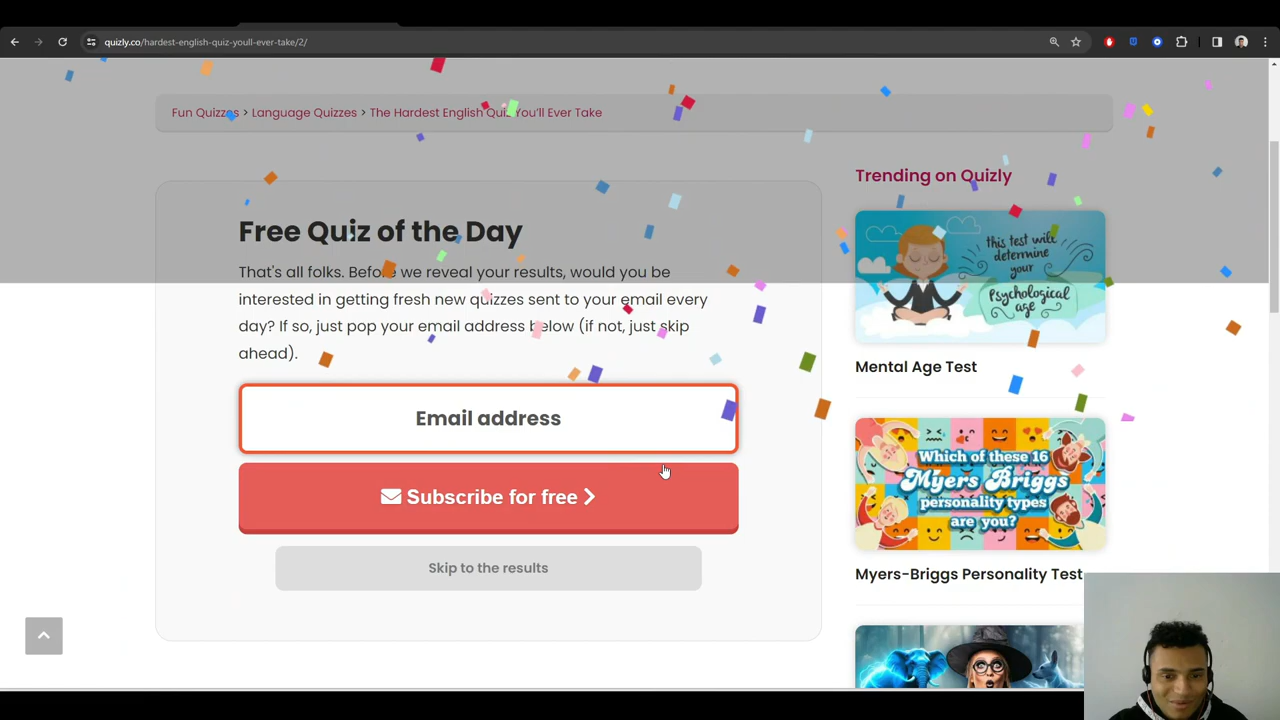 quizly.co/hardest-english-quiz-youll-ever-take/2/
Fun Quizzes > Language Quizzes > The Hardest English Quiz You'll Ever Take
Free Quiz of the Day
That's all folks. Before we reveal your results, would you be
interested in getting fresh new quizzes sent to your email every
day? If so, just pop your email address below (if not, just skip
ahead).
Email address
Subscribe for free
Skip to the results
Trending on Quizly
this test will
determine
your
Psychological
age
Mental Age Test
Which of these 16
Myers Briggs
personality types
are you?
Myers-Briggs Personality Test